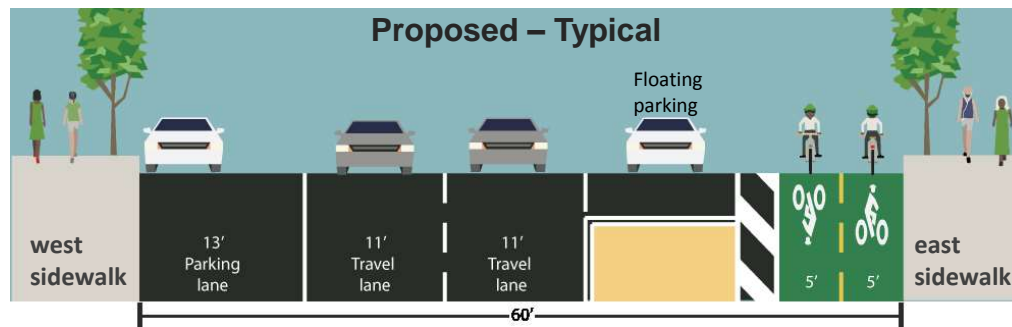 Proposed – Typical
Floating
parking
west
sidewalk
13'
Parking
lane
11'
Travel
lane
11'
Travel
lane
5'
5'
east
sidewalk
60'